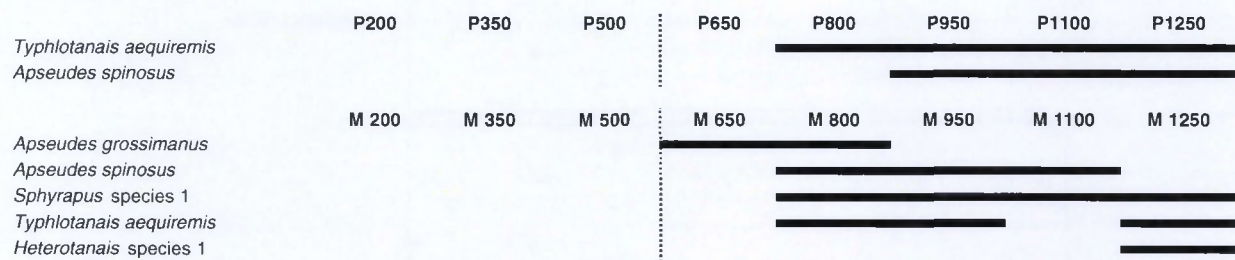 P200 P350 P500 P650 P800 P950 P1100 P1250
Typhlotanais aequiremis
Apseudes spinosus
M 200 M 350 M 500 M 650 M 800 M 950 M 1100 M 1250
Apseudes grossimanus
Apseudes spinosus
Sphyrapus species 1
Typhlotanais aequiremis
Heterotanais species 1